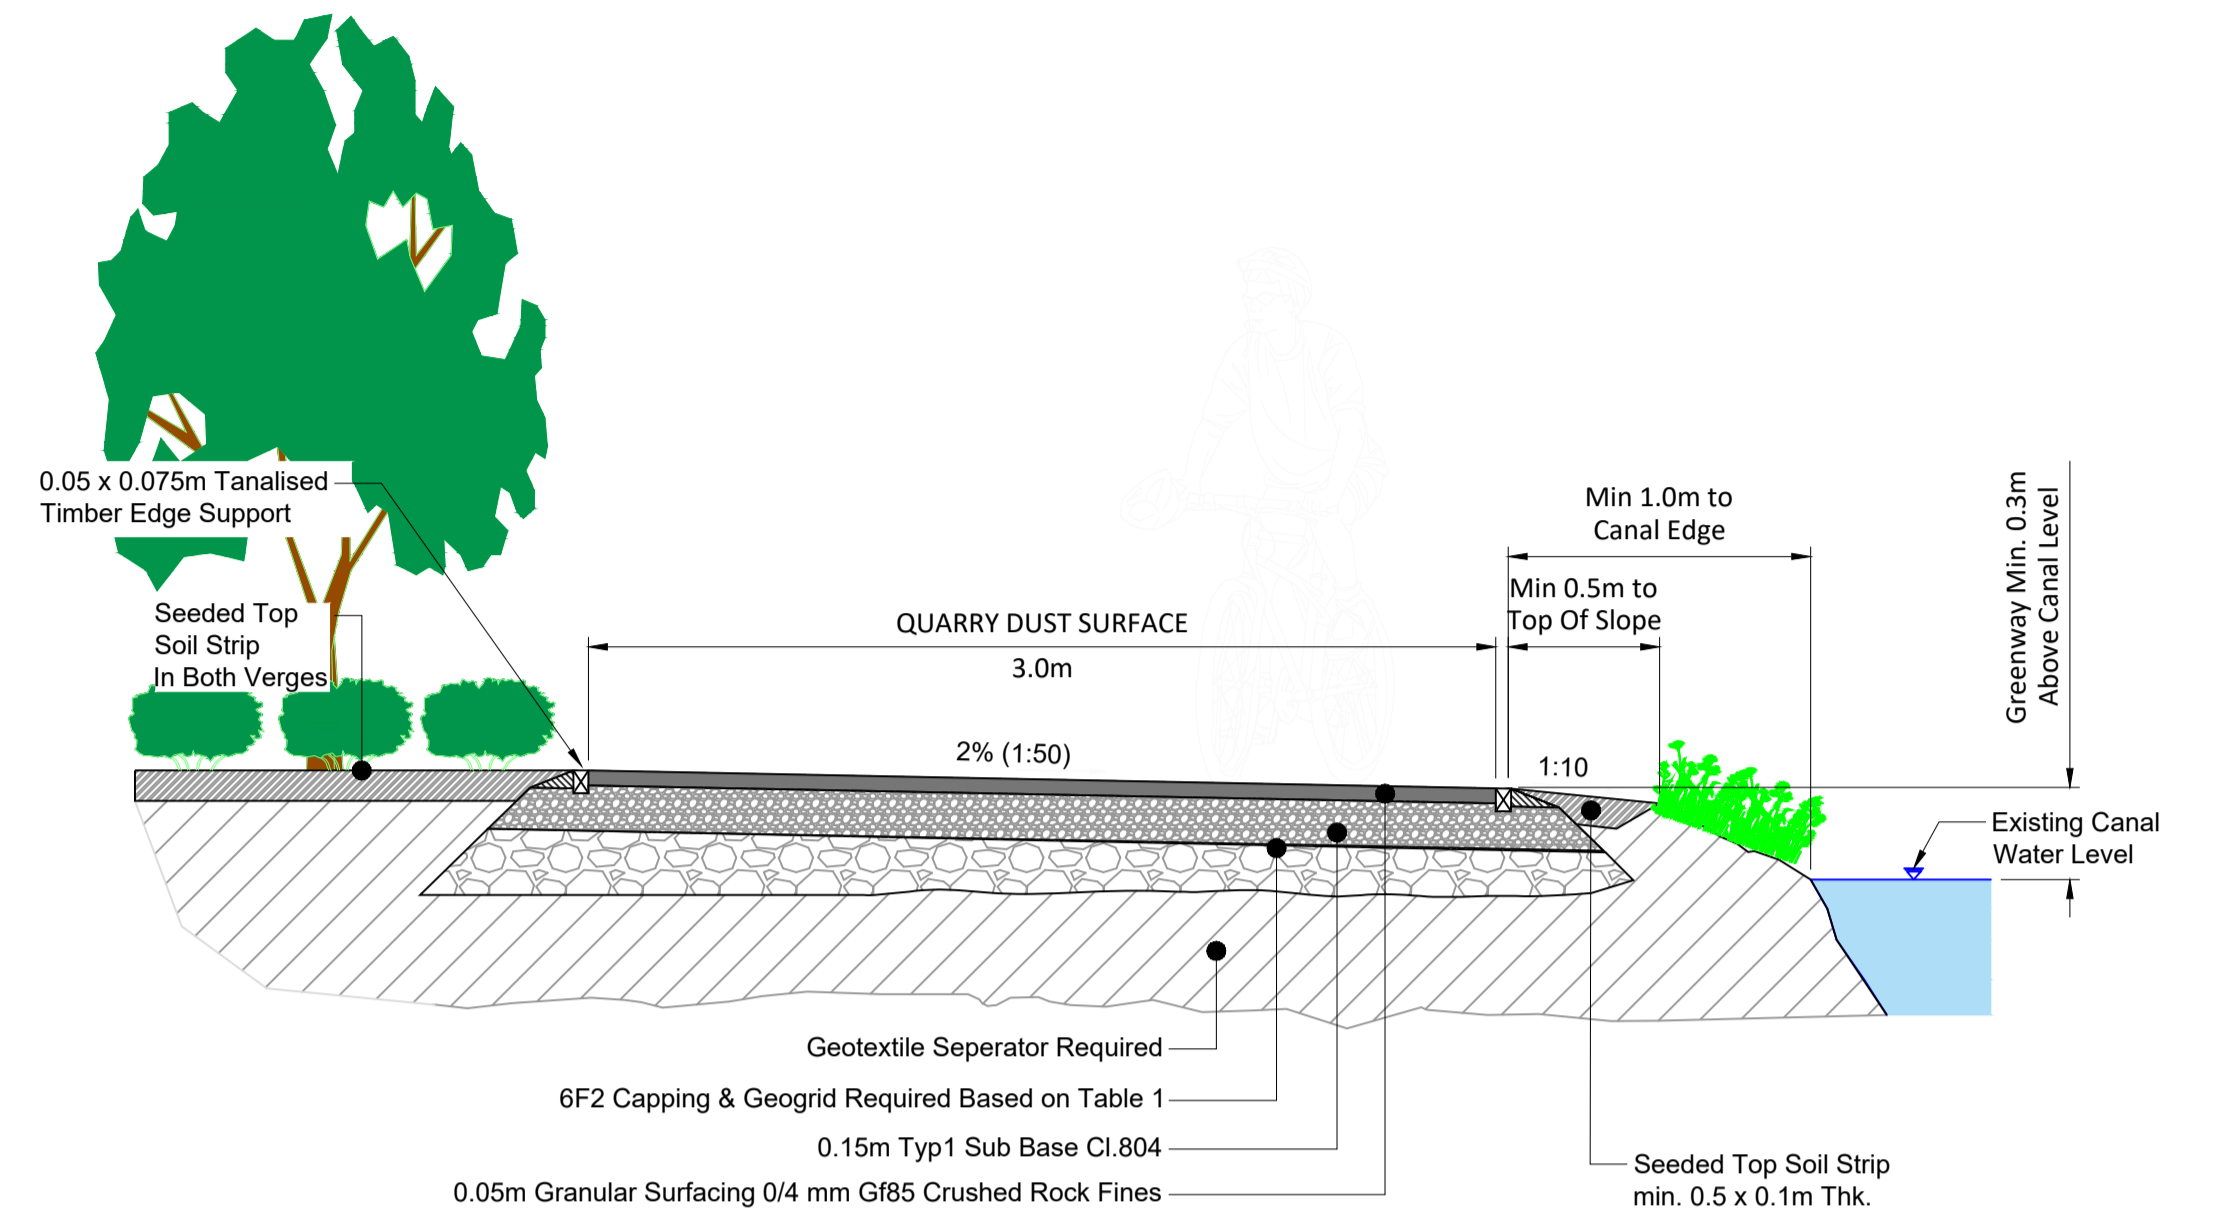 0.05 x 0.075m Tanalised
Timber Edge Support
Seeded Top
Soil Strip
In Both Verges
QUARRY DUST SURFACE
3.0m
2% (1:50)
Min 1.0m to
Canal Edge
Min 0.5m to
Top Of Slope
1:10
Greenway Min. 0.3m
Above Canal Level
Existing Canal
Water Level
Geotextile Seperator Required
6F2 Capping & Geogrid Required Based on Table 1
0.15m Typ1 Sub Base Cl.804
0.05m Granular Surfacing 0/4 mm Gf85 Crushed Rock Fines
Seeded Top Soil Strip
min. 0.5 x 0.1m Thk.